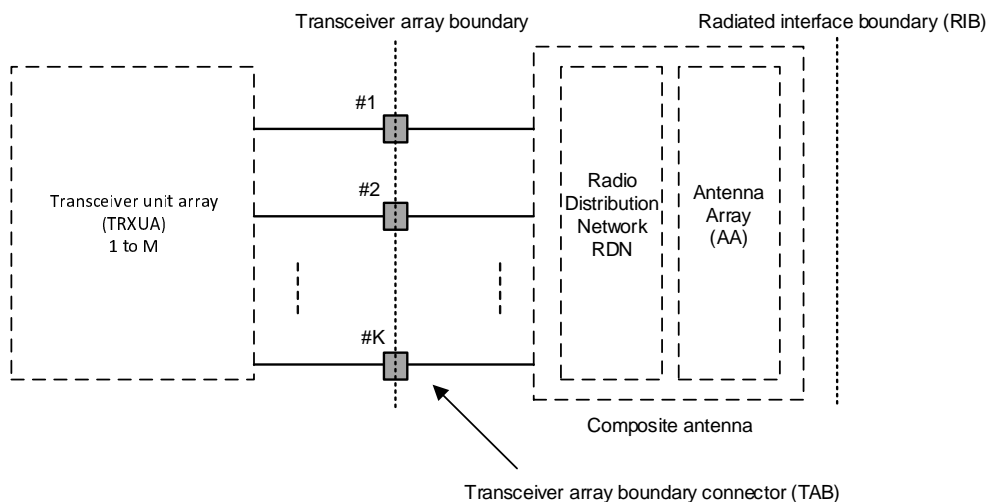 Transceiver array boundary
Radiated interface boundary (RIB)
#1
#2
#K
Transceiver unit array
(TRXUA)
1 to M
Radio
Distribution
Network
RDN
Antenna
Array
(AA)
Composite antenna
Transceiver array boundary connector (TAB)